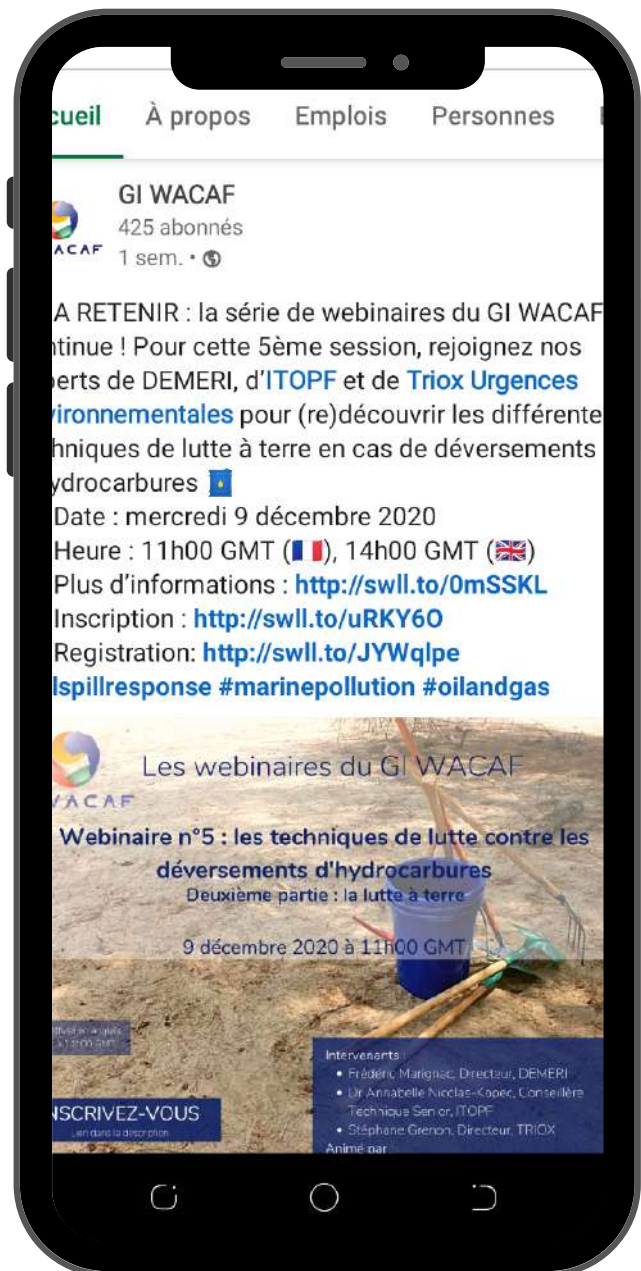 cueil À propos Emplois Personnes
GI WACAF
425 abonnés
ACAF
1 sem. •
A RETENIR : la série de webinaires du GI WACAF
ntinue ! Pour cette 5ème session, rejoignez nos
perts de DEMERI, d'ITOPF et de Triox Urgences
vironnementales pour (re)découvrir les différente
hniques de lutte à terre en cas de déversements
ydrocarbures
Date : mercredi 9 décembre 2020
Heure : 11h00 GMT (🇫🇷), 14h00 GMT (🇬🇧)
Plus d'informations : http://swll.to/0mSSKL
Inscription : http://swll.to/uRKY6O
Registration: http://swll.to/JYWqlpe
lspillresponse #marinepollution #oilandgas
Les webinaires du GI WACAF
WACAF
Webinaire n°5 : les techniques de lutte contre les
déversements d'hydrocarbures
Deuxième partie : la lutte à terre
9 décembre 2020 à 11h00 GMT
Intervenants :
• Frédéric Marignac, Directeur, DEMERI
• Dr Annabelle Nicolas-Kopec, Conseillère
Technique Senior, ITOPF
• Stéphane Grenon, Directeur, TRIOX
NSCRIVEZ-VOUS
Lien dans la description
Animé par